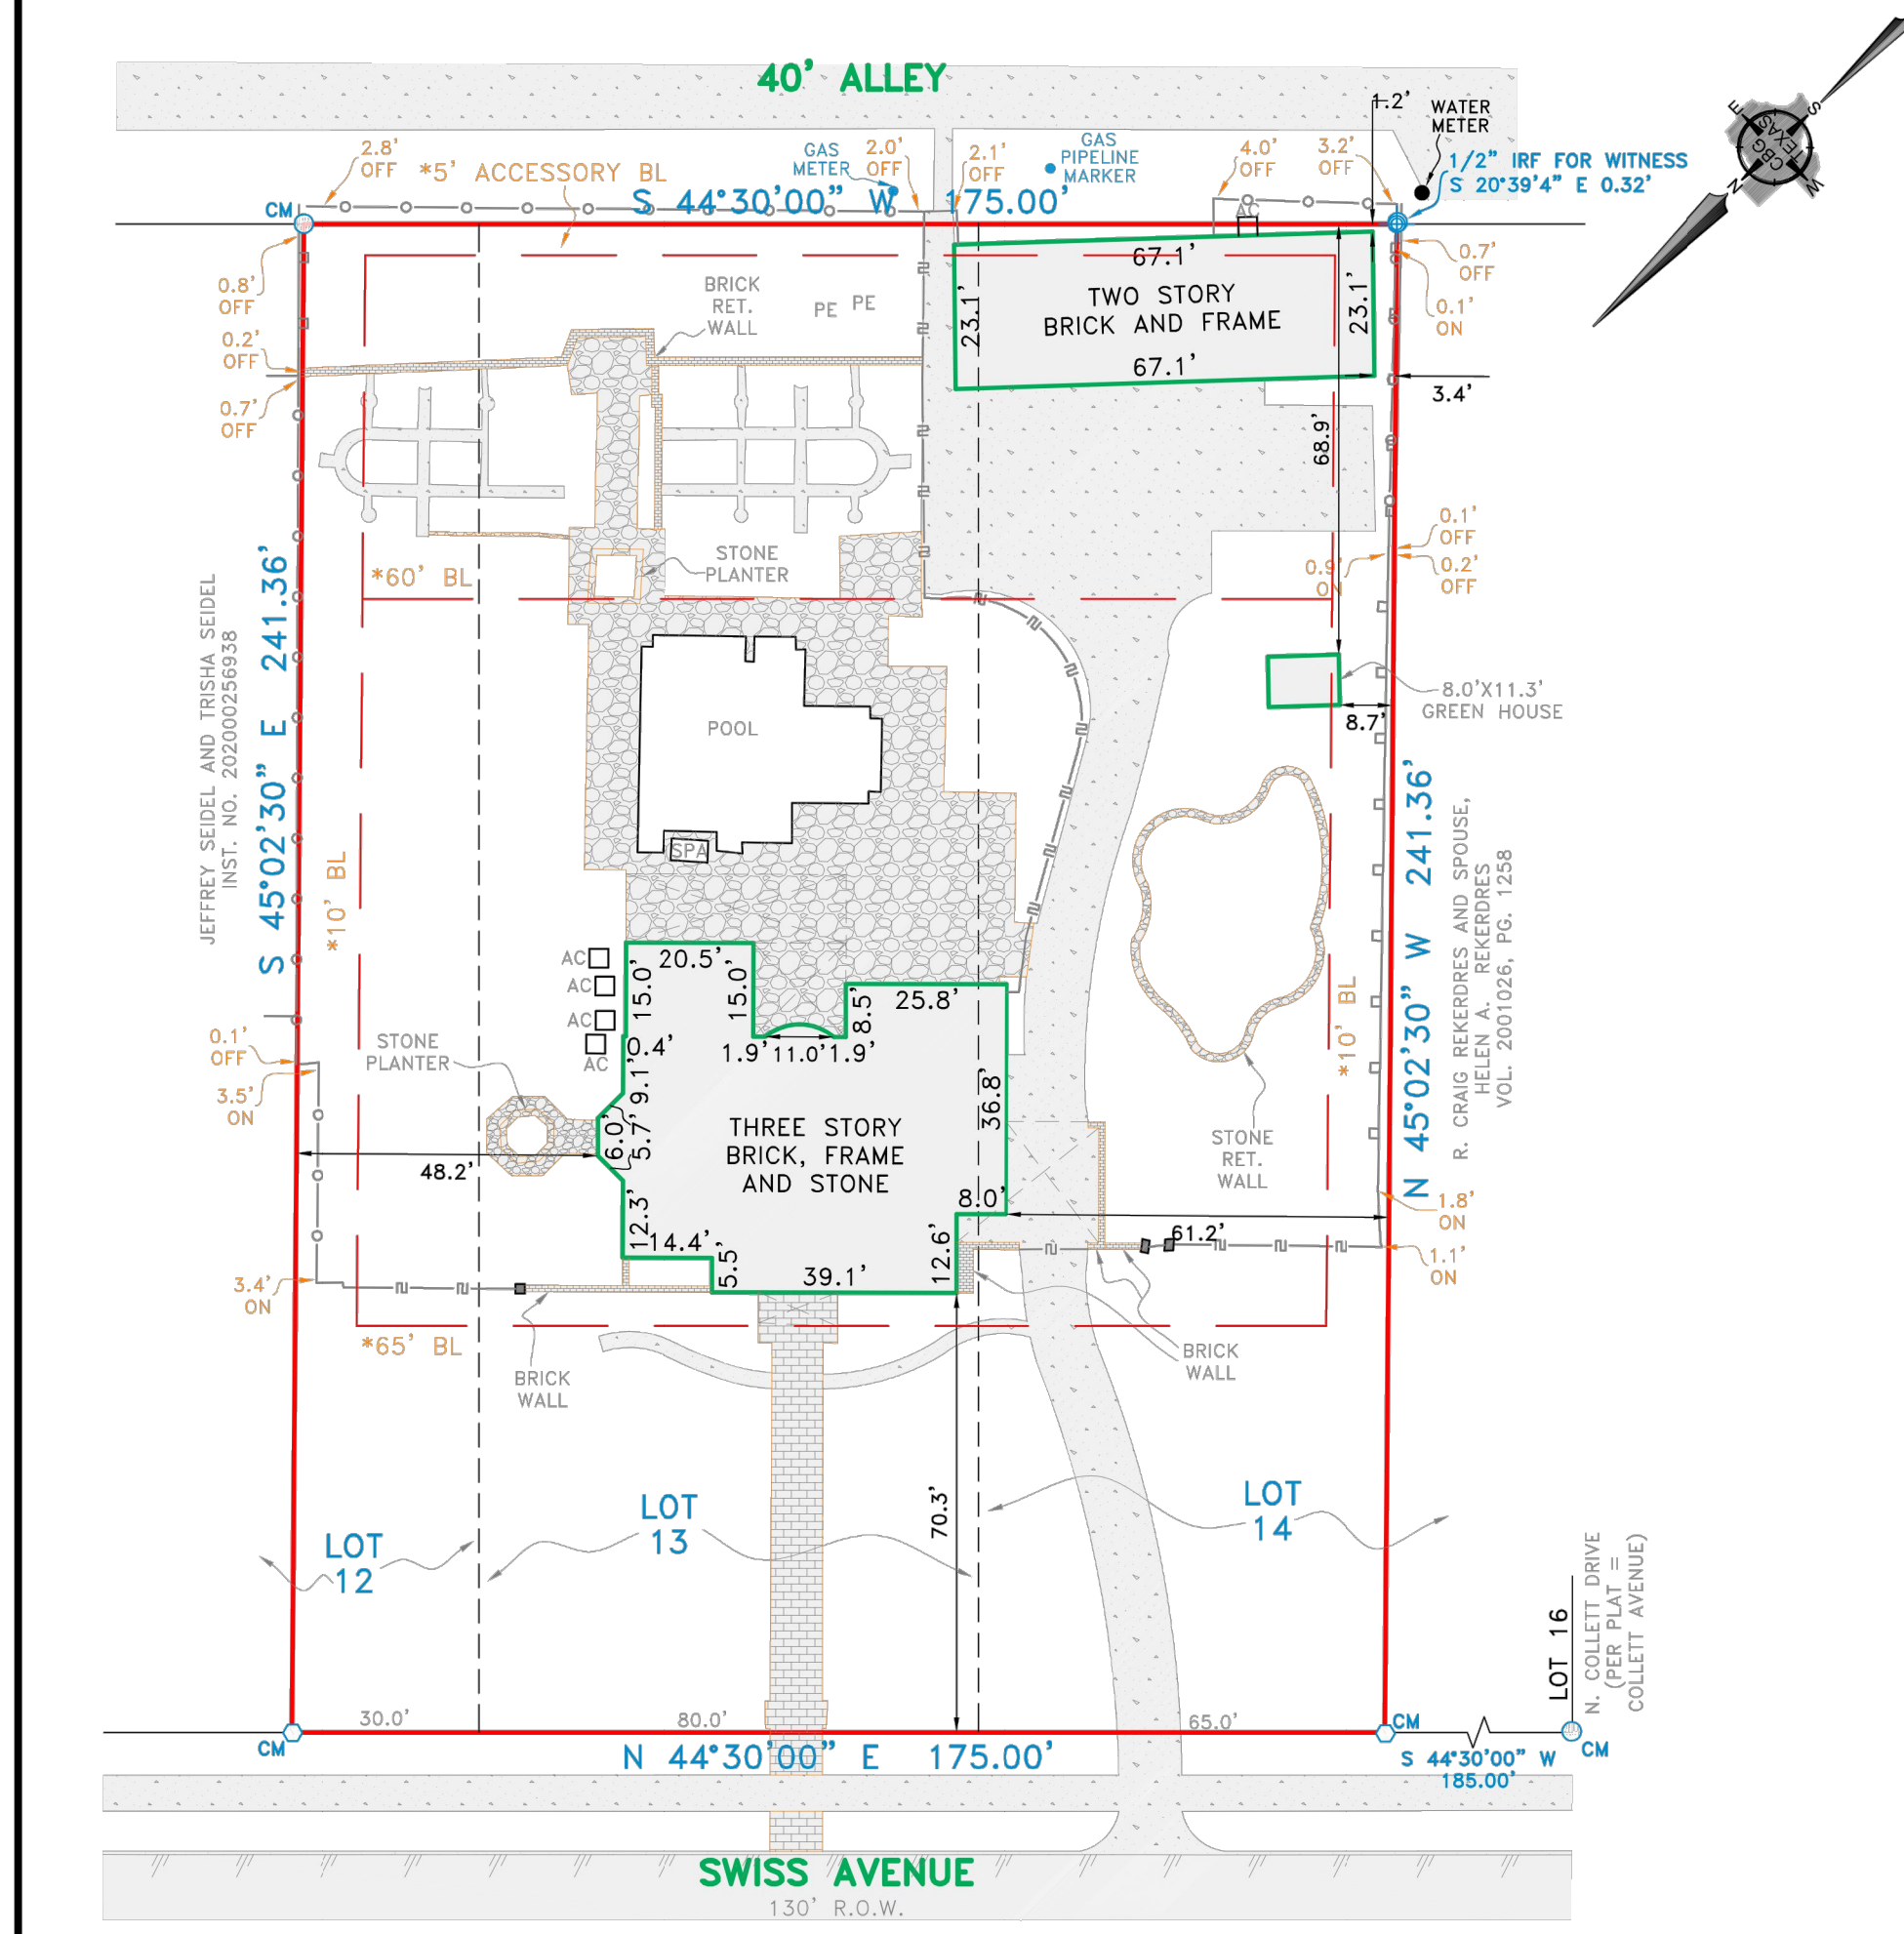 40' ALLEY
1.2'
WATER
METER
1/2" IRF FOR WITNESS
S 20°39'4" E 0.32'
E
S
N
W
CBG
TEXAS
2.8'
OFF
*5' ACCESSORY BL
GAS
METER
2.0'
OFF
2.1'
OFF
GAS
PIPELINE
MARKER
4.0'
OFF
3.2'
OFF
CM
S 44°30'00" W 175.00'
AC
0.8'
OFF
0.7'
OFF
0.1'
ON
BRICK
RET.
WALL
PE PE
67.1'
TWO STORY
BRICK AND FRAME
23.1'
23.1'
67.1'
3.4'
0.2'
OFF
0.7'
OFF
68.9'
0.1'
OFF
0.2'
OFF
0.9'
ON
*60' BL
STONE
PLANTER
JEFFREY SEIDEL AND TRISHA SEIDEL
INST. NO. 202000256938
S 45°02'30" E 241.36'
*10' BL
POOL
SPA
8.0'X11.3'
GREEN HOUSE
8.7'
N 45°02'30" W 241.36'
R. CRAIG REKERDRES AND SPOUSE,
HELEN A. REKERDRES
VOL. 2001026, PG. 1258
*10' BL
AC
AC
AC
AC
20.5'
15.0'
15.0'
8.5'
25.8'
0.4'
1.9'
11.0'
1.9'
9.1'
6.0'
5.7'
36.8'
THREE STORY
BRICK, FRAME
AND STONE
STONE
PLANTER
0.1'
OFF
3.5'
ON
48.2'
STONE
RET.
WALL
12.3'
14.4'
5.5'
39.1'
12.6'
8.0'
61.2'
1.8'
ON
1.1'
ON
3.4'
ON
*65' BL
BRICK
WALL
BRICK
WALL
70.3'
LOT
12
LOT
13
LOT
14
LOT 16
N. COLLETT DRIVE
(PER PLAT =
COLLETT AVENUE)
30.0'
80.0'
65.0'
CM
CM
CM
N 44°30'00" E 175.00'
S 44°30'00" W
185.00'
SWISS AVENUE
130' R.O.W.